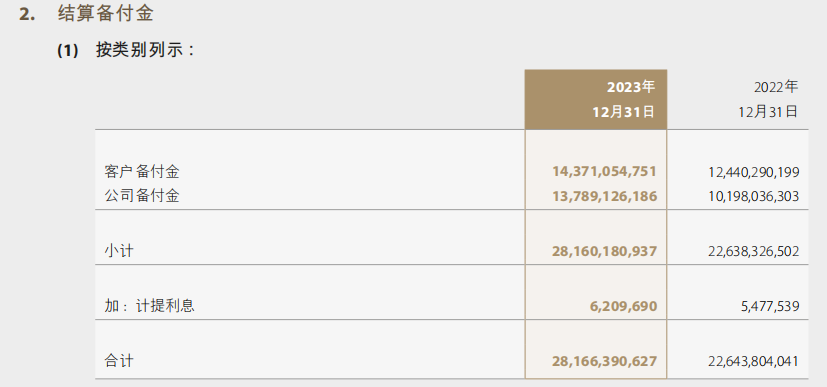 2. 结算备付金
(1) 按类别列示：
2023年 2022年
12月31日 12月31日
客户备付金 14,371,054,751 12,440,290,199
公司备付金 13,789,126,186 10,198,036,303
小计 28,160,180,937 22,638,326,502
加：计提利息 6,209,690 5,477,539
合计 28,166,390,627 22,643,804,041